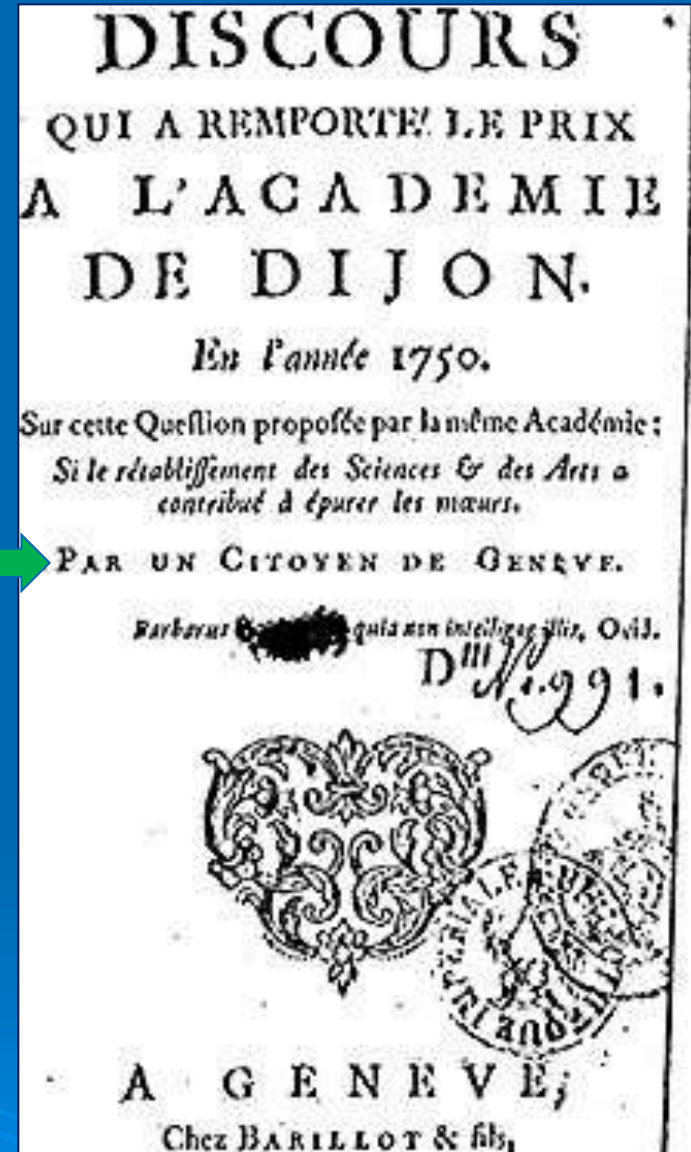 DISCOURS
QUI A REMPORTE' LE PRIX
A L'ACADEMIE
DE DIJON.
En l'année 1750.
Sur cette Queſtion propoſée par la même Académie :
Si le rétabliſſement des Sciences & des Arts a
contribué à épurer les mœurs.
PAR UN CITOYEN DE GENEVE.
Barbarus quia non intelligor illis. Ovid.
991.
IMPERIALE
A GENEVE,
Chez BARILLOT & fils,